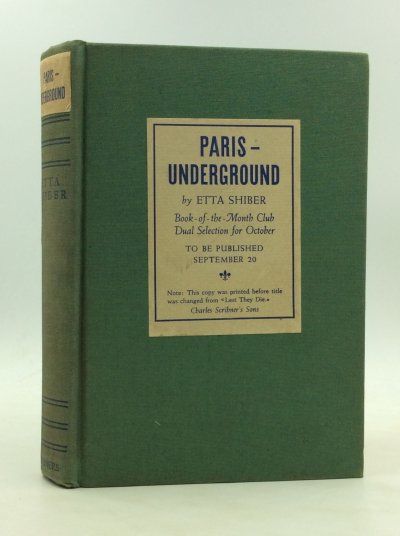 PARIS -
UNDERGROUND
ETTA
SHIBER
PARIS –
UNDERGROUND
by ETTA SHIBER
Book-of-the-Month Club
Dual Selection for October
TO BE PUBLISHED
SEPTEMBER 20
Note: This copy was printed before title
was changed from «Lest They Die.»
Charles Scribner's Sons